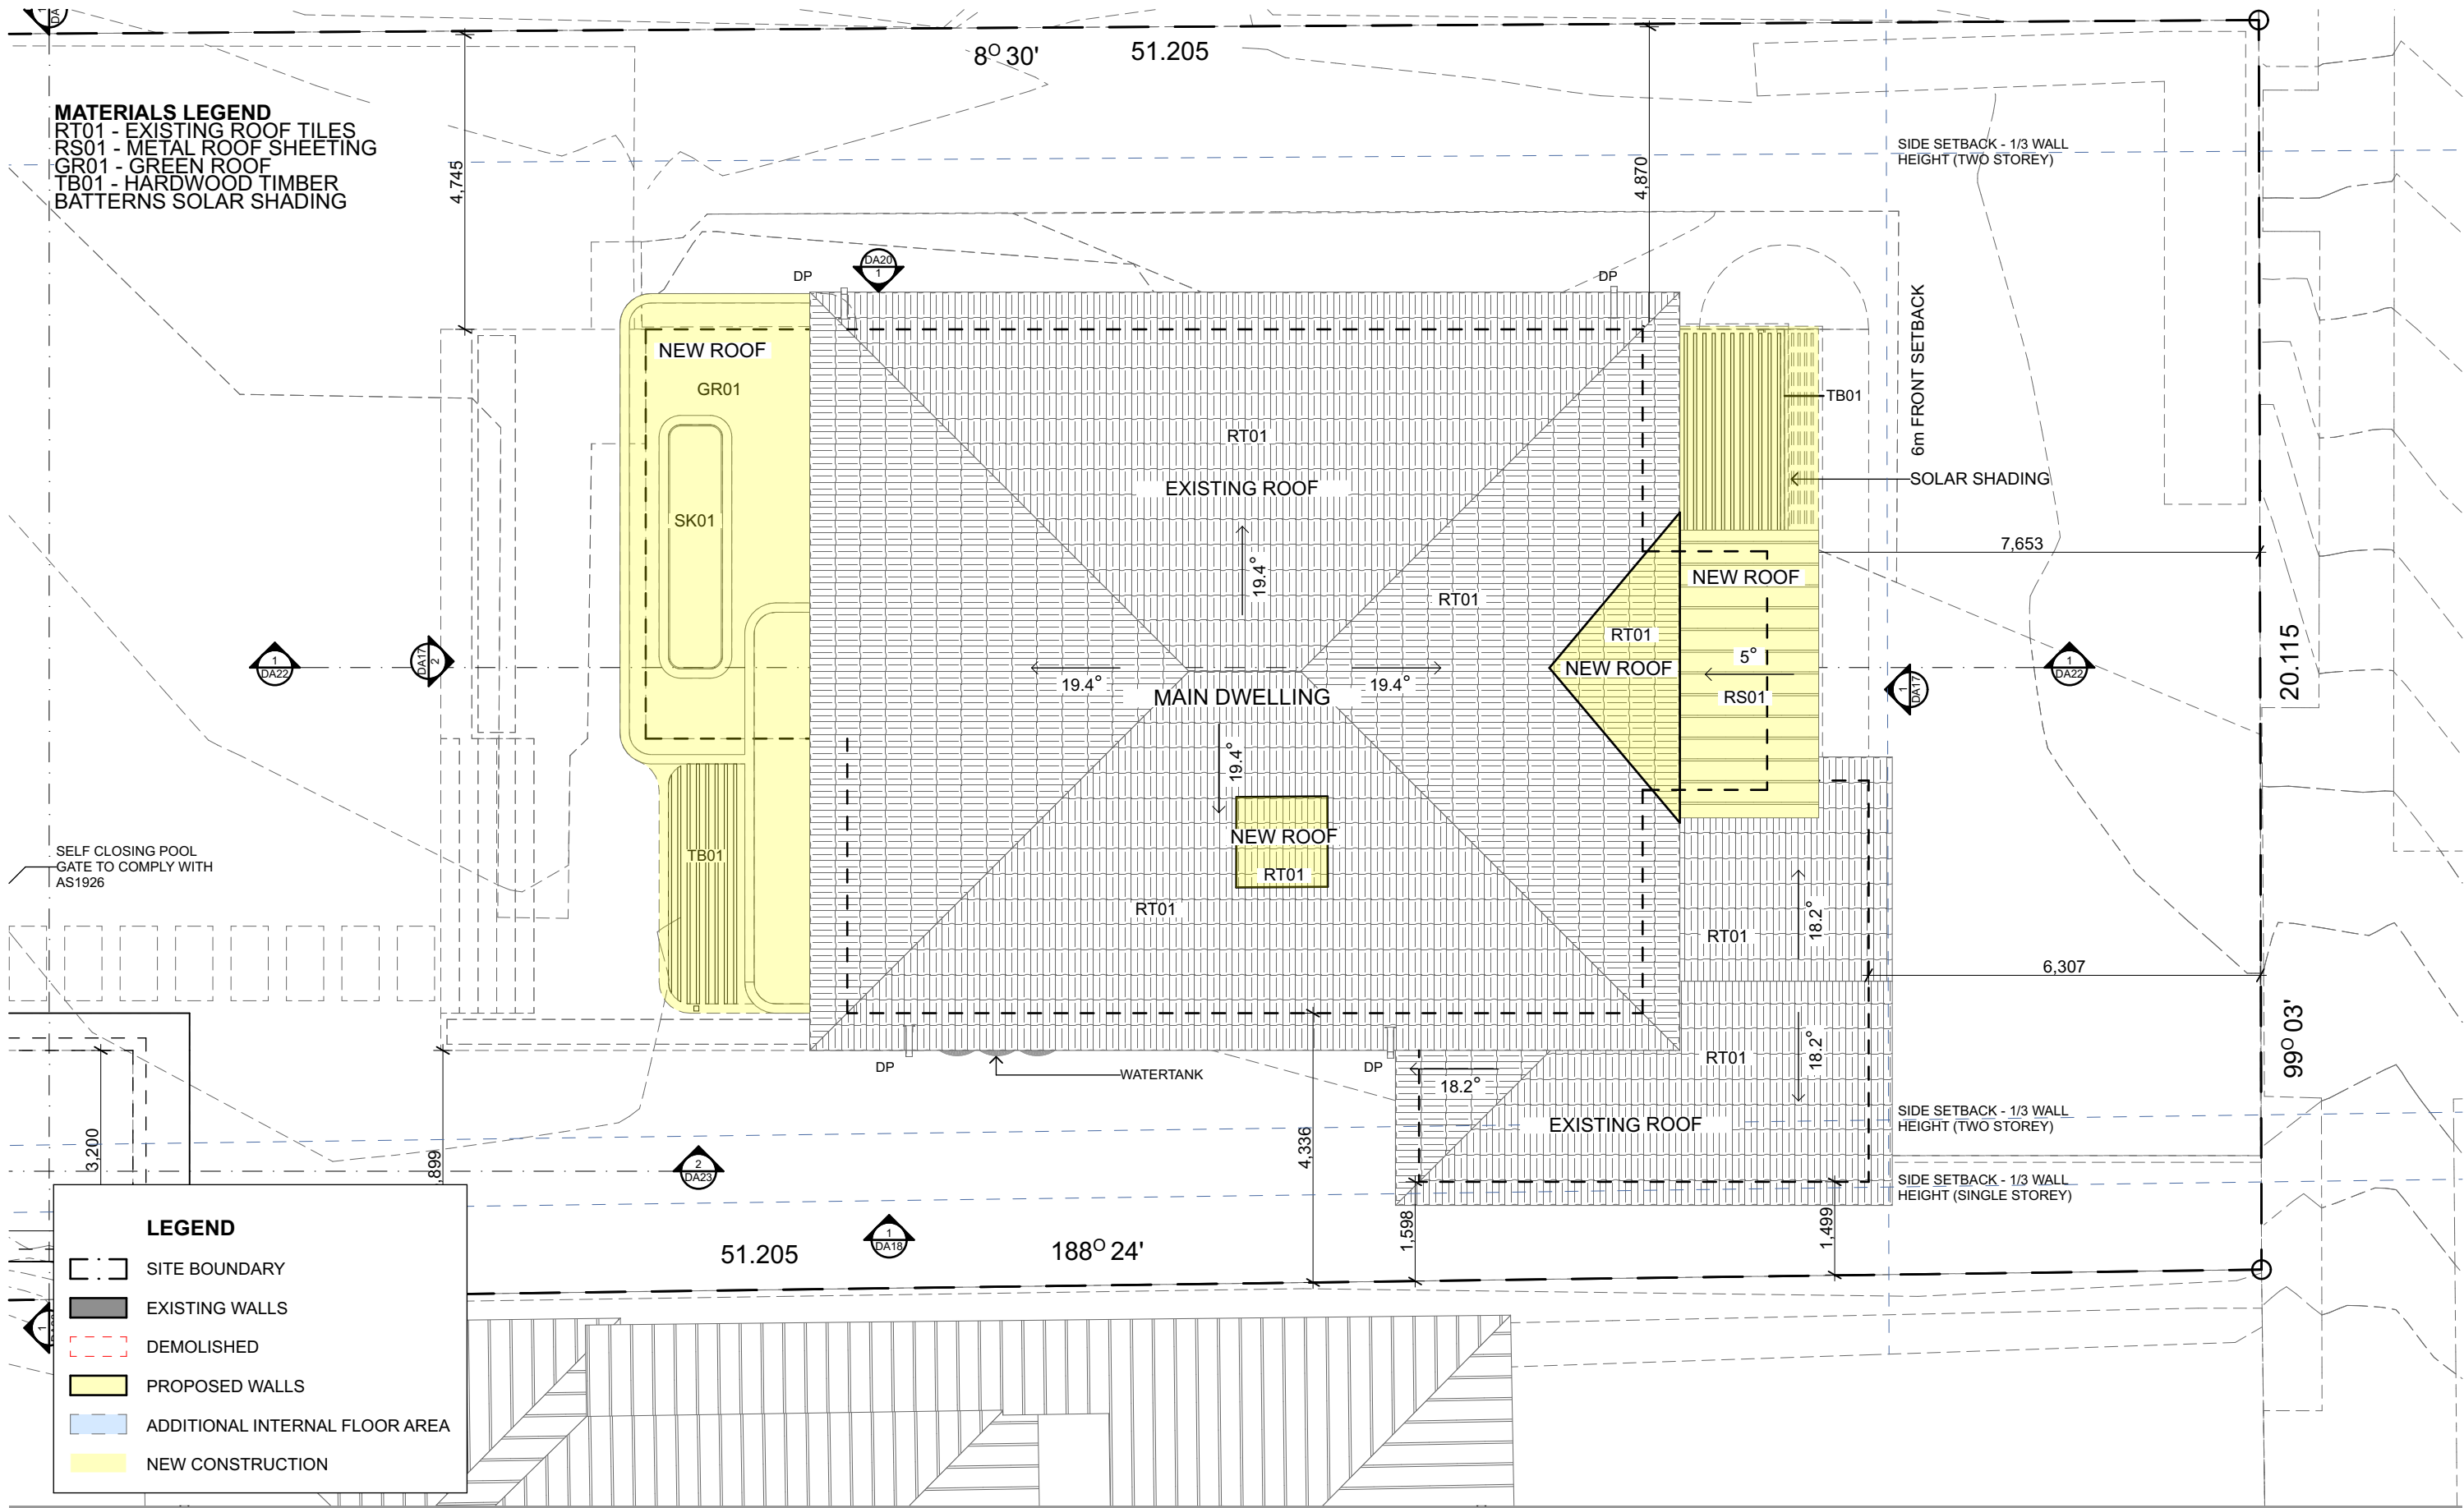 1
DA
8° 30'
51.205
MATERIALS LEGEND
RT01 - EXISTING ROOF TILES
RS01 - METAL ROOF SHEETING
GR01 - GREEN ROOF
TB01 - HARDWOOD TIMBER
BATTERNS SOLAR SHADING
4,745
4,870
SIDE SETBACK - 1/3 WALL
HEIGHT (TWO STOREY)
DP
DA20
1
DP
6m FRONT SETBACK
NEW ROOF
GR01
TB01
RT01
SOLAR SHADING
EXISTING ROOF
SK01
7,653
19.4°
NEW ROOF
RT01
RT01
1
DA22
DA17
2
5°
NEW ROOF
1
DA22
20.115
19.4°
19.4°
MAIN DWELLING
RS01
1
DA17
19.4°
NEW ROOF
SELF CLOSING POOL
GATE TO COMPLY WITH
AS1926
TB01
RT01
RT01
RT01
18.2°
6,307
99° 03'
DP
WATERTANK
DP
18.2°
RT01
18.2°
EXISTING ROOF
SIDE SETBACK - 1/3 WALL
HEIGHT (TWO STOREY)
3,200
,899
2
DA23
4,336
SIDE SETBACK - 1/3 WALL
HEIGHT (SINGLE STOREY)
1,598
1,499
51.205
1
DA18
188° 24'
1
LEGEND
SITE BOUNDARY
EXISTING WALLS
DEMOLISHED
PROPOSED WALLS
ADDITIONAL INTERNAL FLOOR AREA
NEW CONSTRUCTION